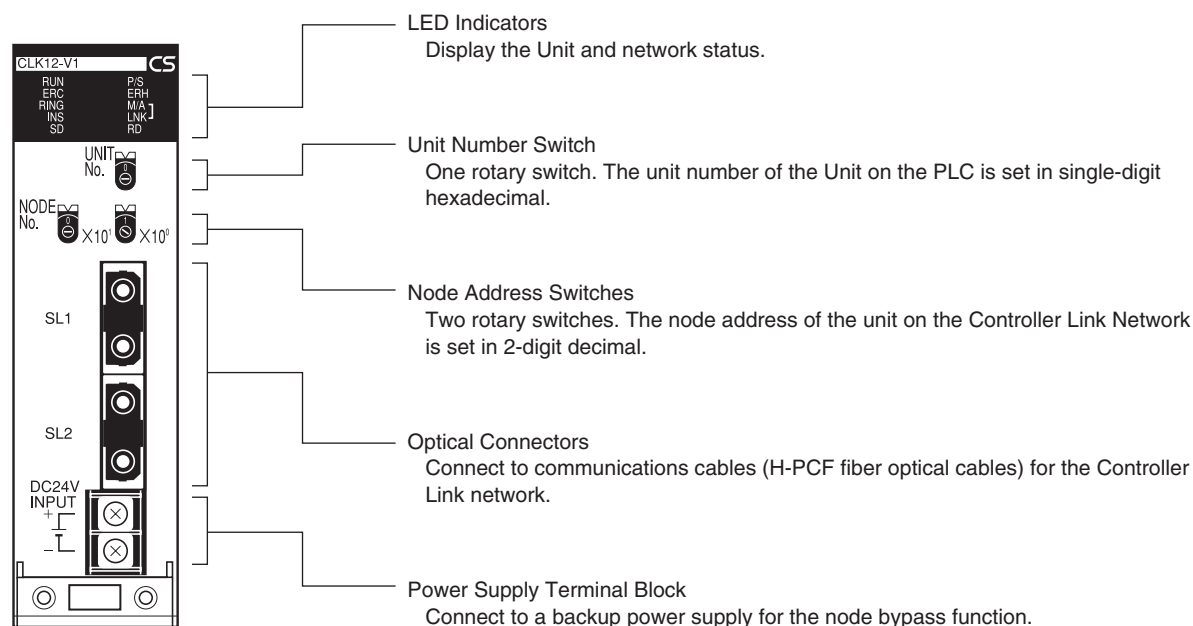 CLK12-V1 CS
RUN P/S
ERC ERH
RING M/A
INS LNK
SD RD
UNIT
No.
0
NODE
No.
0 X10¹ 1 X10⁰
SL1
SL2
DC24V
INPUT
+
−
LED Indicators
Display the Unit and network status.
Unit Number Switch
One rotary switch. The unit number of the Unit on the PLC is set in single-digit
hexadecimal.
Node Address Switches
Two rotary switches. The node address of the unit on the Controller Link Network
is set in 2-digit decimal.
Optical Connectors
Connect to communications cables (H-PCF fiber optical cables) for the Controller
Link network.
Power Supply Terminal Block
Connect to a backup power supply for the node bypass function.